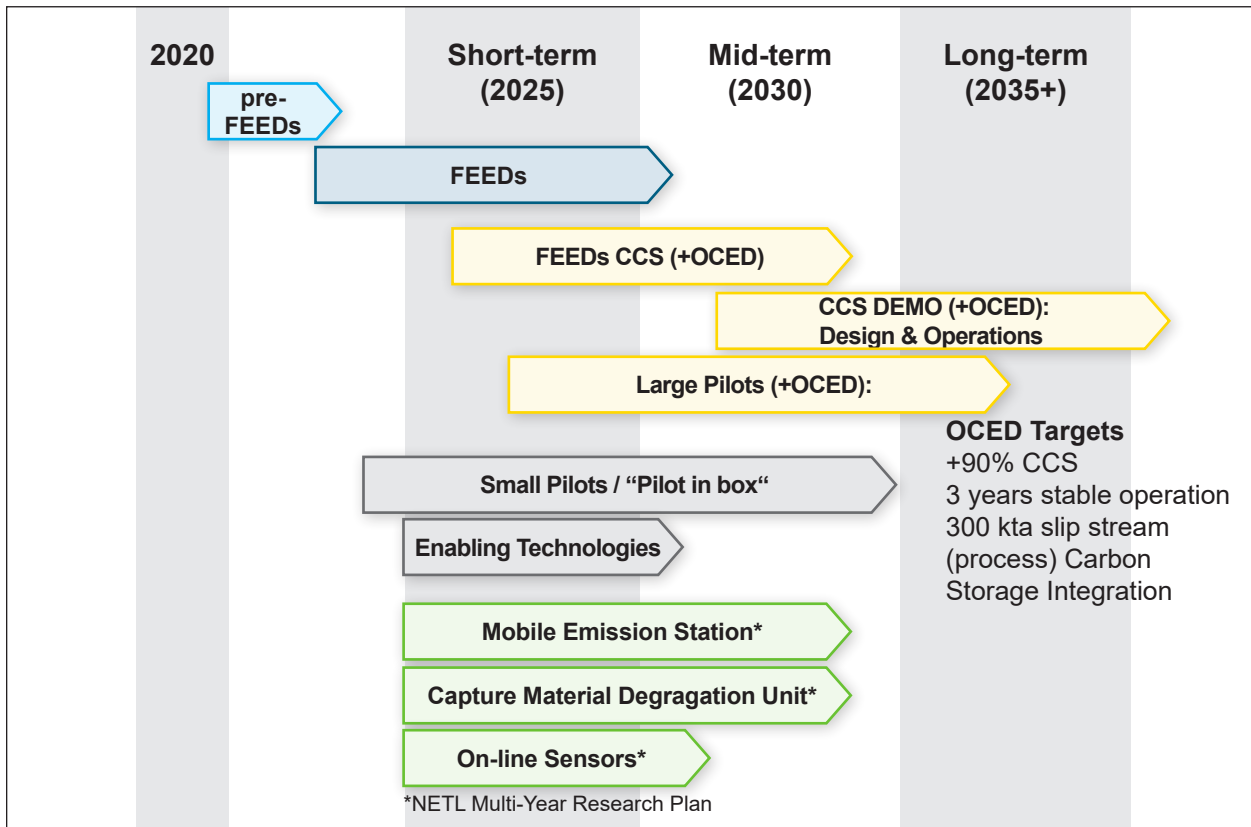 2020
Short-term
(2025)
Mid-term
(2030)
Long-term
(2035+)
pre-
FEEDs
FEEDs
FEEDs CCS (+OCED)
CCS DEMO (+OCED):
Design & Operations
Large Pilots (+OCED):
OCED Targets
+90% CCS
3 years stable operation
300 kta slip stream
(process) Carbon
Storage Integration
Small Pilots / “Pilot in box“
Enabling Technologies
Mobile Emission Station*
Capture Material Degragation Unit*
On-line Sensors*
*NETL Multi-Year Research Plan